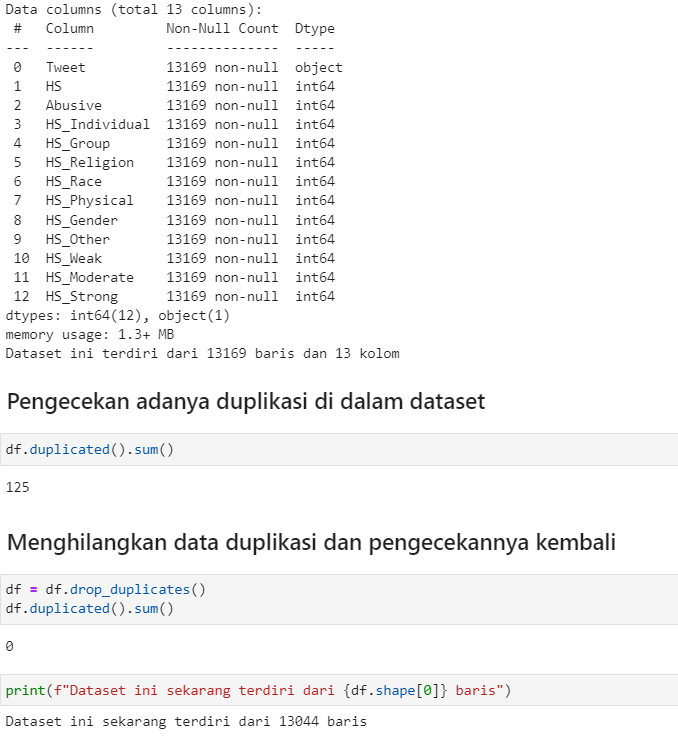 Data columns (total 13 columns):
 #   Column         Non-Null Count  Dtype
---  ------         --------------  -----
 0   Tweet          13169 non-null  object
 1   HS             13169 non-null  int64
 2   Abusive        13169 non-null  int64
 3   HS_Individual  13169 non-null  int64
 4   HS_Group       13169 non-null  int64
 5   HS_Religion    13169 non-null  int64
 6   HS_Race        13169 non-null  int64
 7   HS_Physical    13169 non-null  int64
 8   HS_Gender      13169 non-null  int64
 9   HS_Other       13169 non-null  int64
 10  HS_Weak        13169 non-null  int64
 11  HS_Moderate    13169 non-null  int64
 12  HS_Strong      13169 non-null  int64
dtypes: int64(12), object(1)
memory usage: 1.3+ MB
Dataset ini terdiri dari 13169 baris dan 13 kolom
Pengecekan adanya duplikasi di dalam dataset
df.duplicated().sum()
125
Menghilangkan data duplikasi dan pengecekannya kembali
df = df.drop_duplicates()
df.duplicated().sum()
0
print(f"Dataset ini sekarang terdiri dari {df.shape[0]} baris")
Dataset ini sekarang terdiri dari 13044 baris